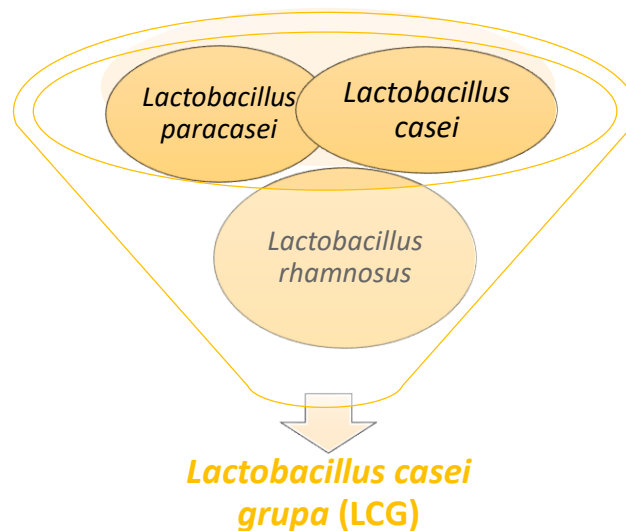 Lactobacillus
paracasei
Lactobacillus
casei
Lactobacillus
rhamnosus
Lactobacillus casei
grupa (LCG)